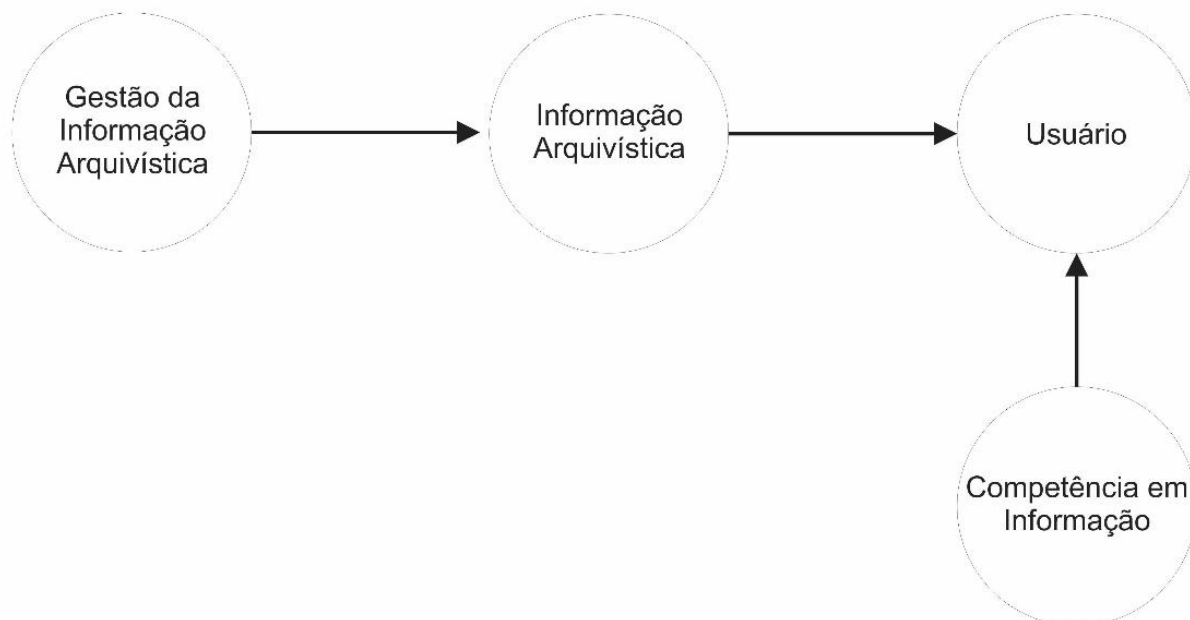 Gestão da
Informação
Arquivística
Informação
Arquivística
Usuário
Competência em
Informação